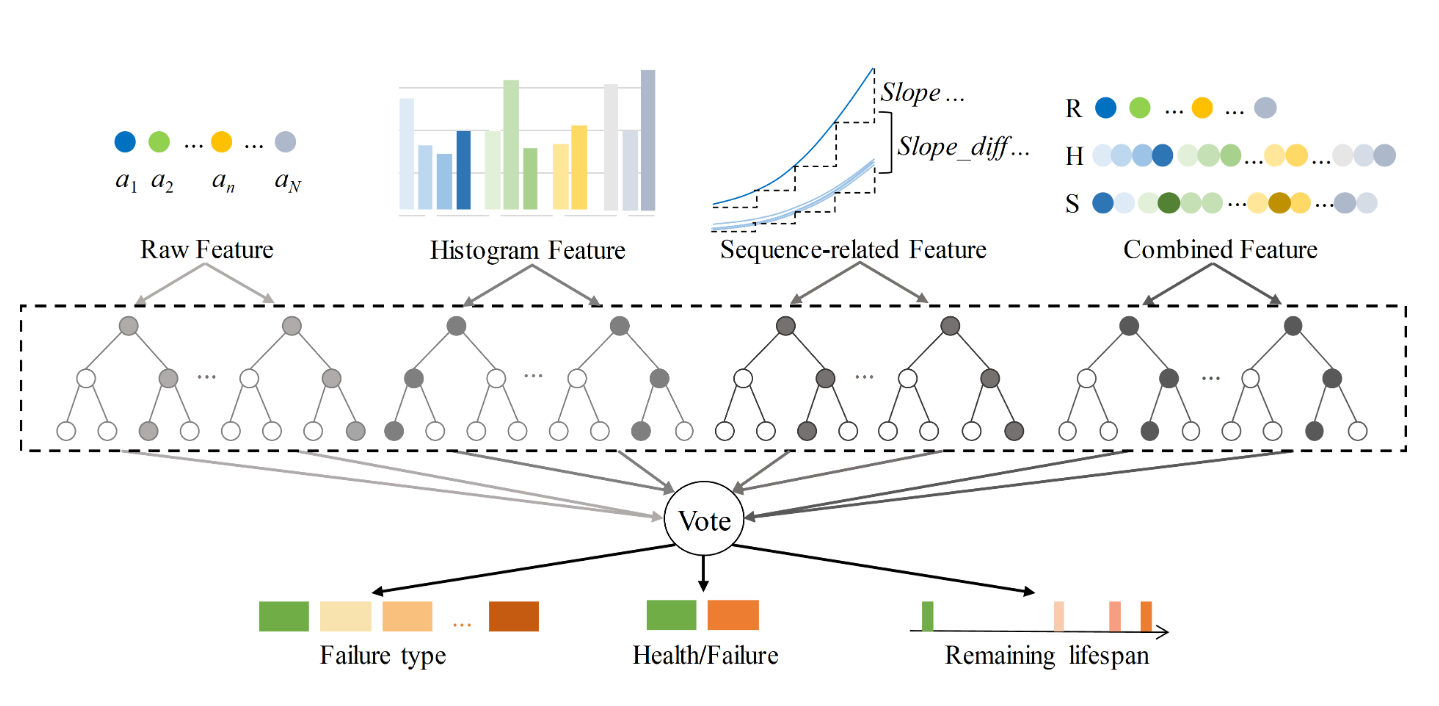 a1 a2 ... an ... aN
Raw Feature
Histogram Feature
Slope...
Slope_diff...
Sequence-related Feature
R ... ...
H ... ...
S ... ...
Combined Feature
... ... ... ...
Vote
...
Failure type
Health/Failure
Remaining lifespan